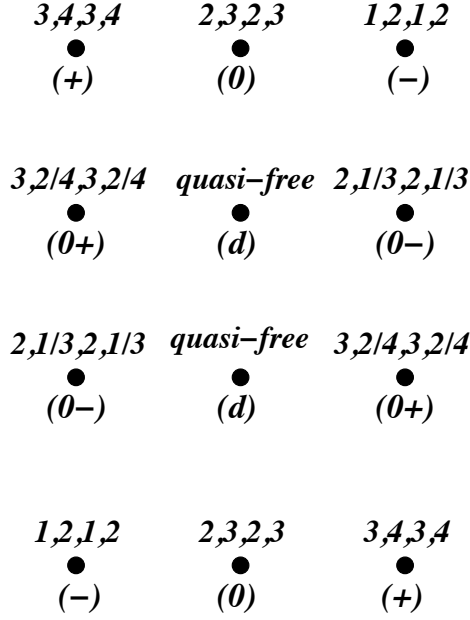 3,4,3,4 2,3,2,3 1,2,1,2
(+) (0) (−)
3,2/4,3,2/4 quasi−free 2,1/3,2,1/3
(0+) (d) (0−)
2,1/3,2,1/3 quasi−free 3,2/4,3,2/4
(0−) (d) (0+)
1,2,1,2 2,3,2,3 3,4,3,4
(−) (0) (+)